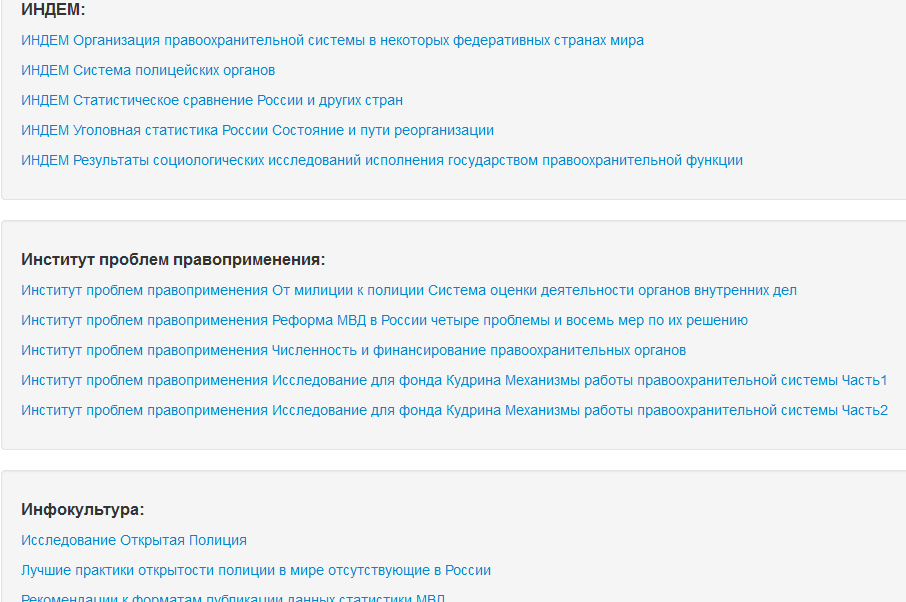 ИНДЕМ:
ИНДЕМ Организация правоохранительной системы в некоторых федеративных странах мира
ИНДЕМ Система полицейских органов
ИНДЕМ Статистическое сравнение России и других стран
ИНДЕМ Уголовная статистика России Состояние и пути реорганизации
ИНДЕМ Результаты социологических исследований исполнения государством правоохранительной функции
Институт проблем правоприменения:
Институт проблем правоприменения От милиции к полиции Система оценки деятельности органов внутренних дел
Институт проблем правоприменения Реформа МВД в России четыре проблемы и восемь мер по их решению
Институт проблем правоприменения Численность и финансирование правоохранительных органов
Институт проблем правоприменения Исследование для фонда Кудрина Механизмы работы правоохранительной системы Часть1
Институт проблем правоприменения Исследование для фонда Кудрина Механизмы работы правоохранительной системы Часть2
Инфокультура:
Исследование Открытая Полиция
Лучшие практики открытости полиции в мире отсутствующие в России
Рекомендации к форматам публикации данных статистики МВД